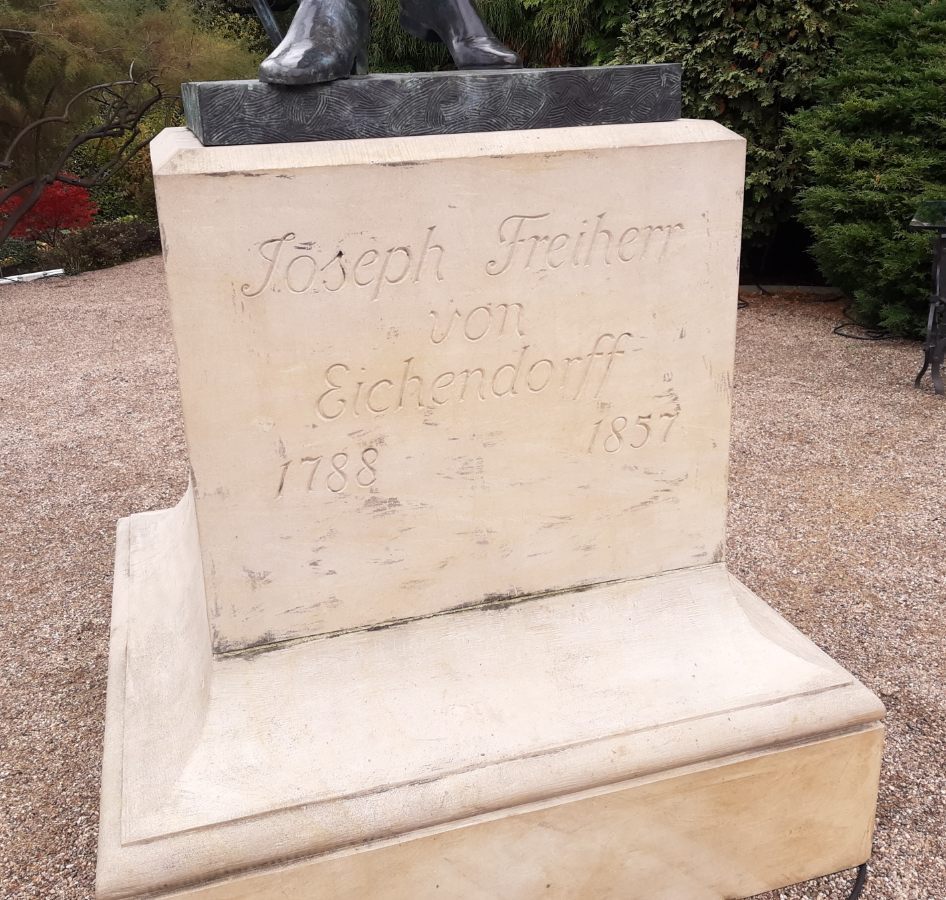 Joseph Freiherr
von
Eichendorff
1788 1857